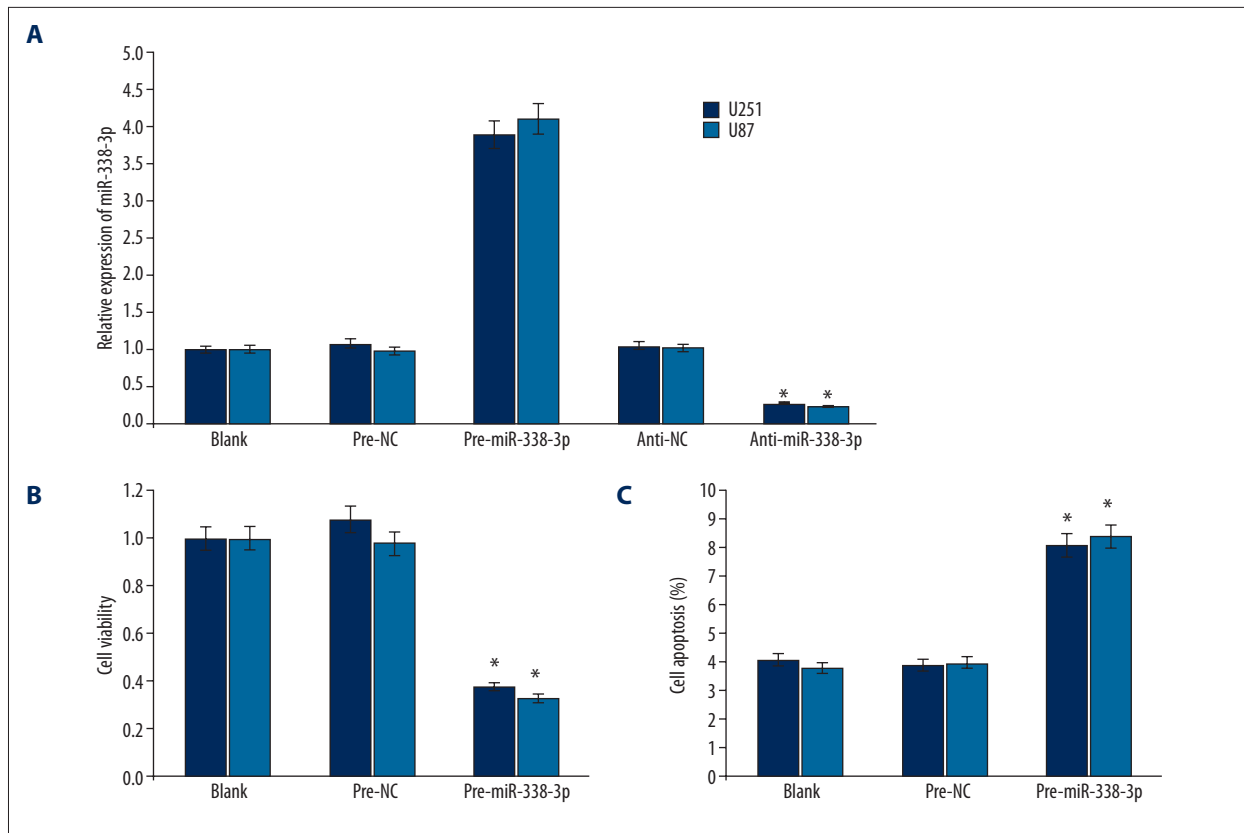 A
Relative expression of miR-338-3p
5.0
4.5
4.0
3.5
3.0
2.5
2.0
1.5
1.0
0.5
0.0
U251
U87
* *
Blank Pre-NC Pre-miR-338-3p Anti-NC Anti-miR-338-3p
B
Cell viability
1.2
1.0
0.8
0.6
0.4
0.2
0.0
* *
Blank Pre-NC Pre-miR-338-3p
C
Cell apoptosis (%)
10
9
8
7
6
5
4
3
2
1
0
* *
Blank Pre-NC Pre-miR-338-3p